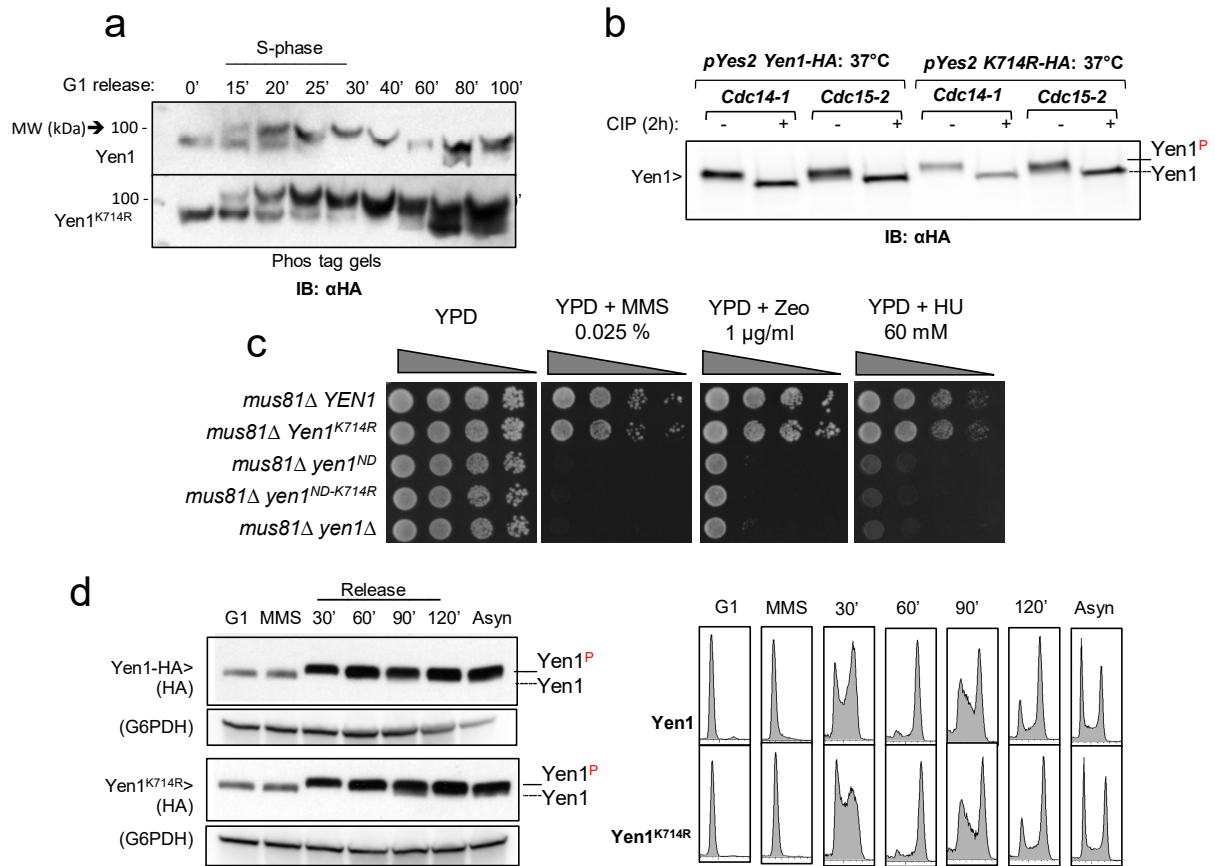 a
S-phase
G1 release: 0’ 15’ 20’ 25’ 30’ 40’ 60’ 80’ 100’
MW (kDa)➔ 100 -
Yen1
100 -
Yen1K714R
Phos tag gels
IB: αHA
b
pYes2 Yen1-HA: 37°C pYes2 K714R-HA: 37°C
Cdc14-1 Cdc15-2 Cdc14-1 Cdc15-2
CIP (2h): - + - + - + - +
Yen1P
Yen1> Yen1
IB: αHA
c
YPD YPD + MMS 0.025 % YPD + Zeo 1 µg/ml YPD + HU 60 mM
mus81Δ YEN1
mus81Δ Yen1K714R
mus81Δ yen1ND
mus81Δ yen1ND-K714R
mus81Δ yen1Δ
d
Release
G1 MMS 30’ 60’ 90’ 120’ Asyn
Yen1-HA> Yen1P
(HA) Yen1
(G6PDH)
Yen1K714R> Yen1P
(HA) Yen1
(G6PDH)
G1 MMS 30’ 60’ 90’ 120’ Asyn
Yen1
Yen1K714R